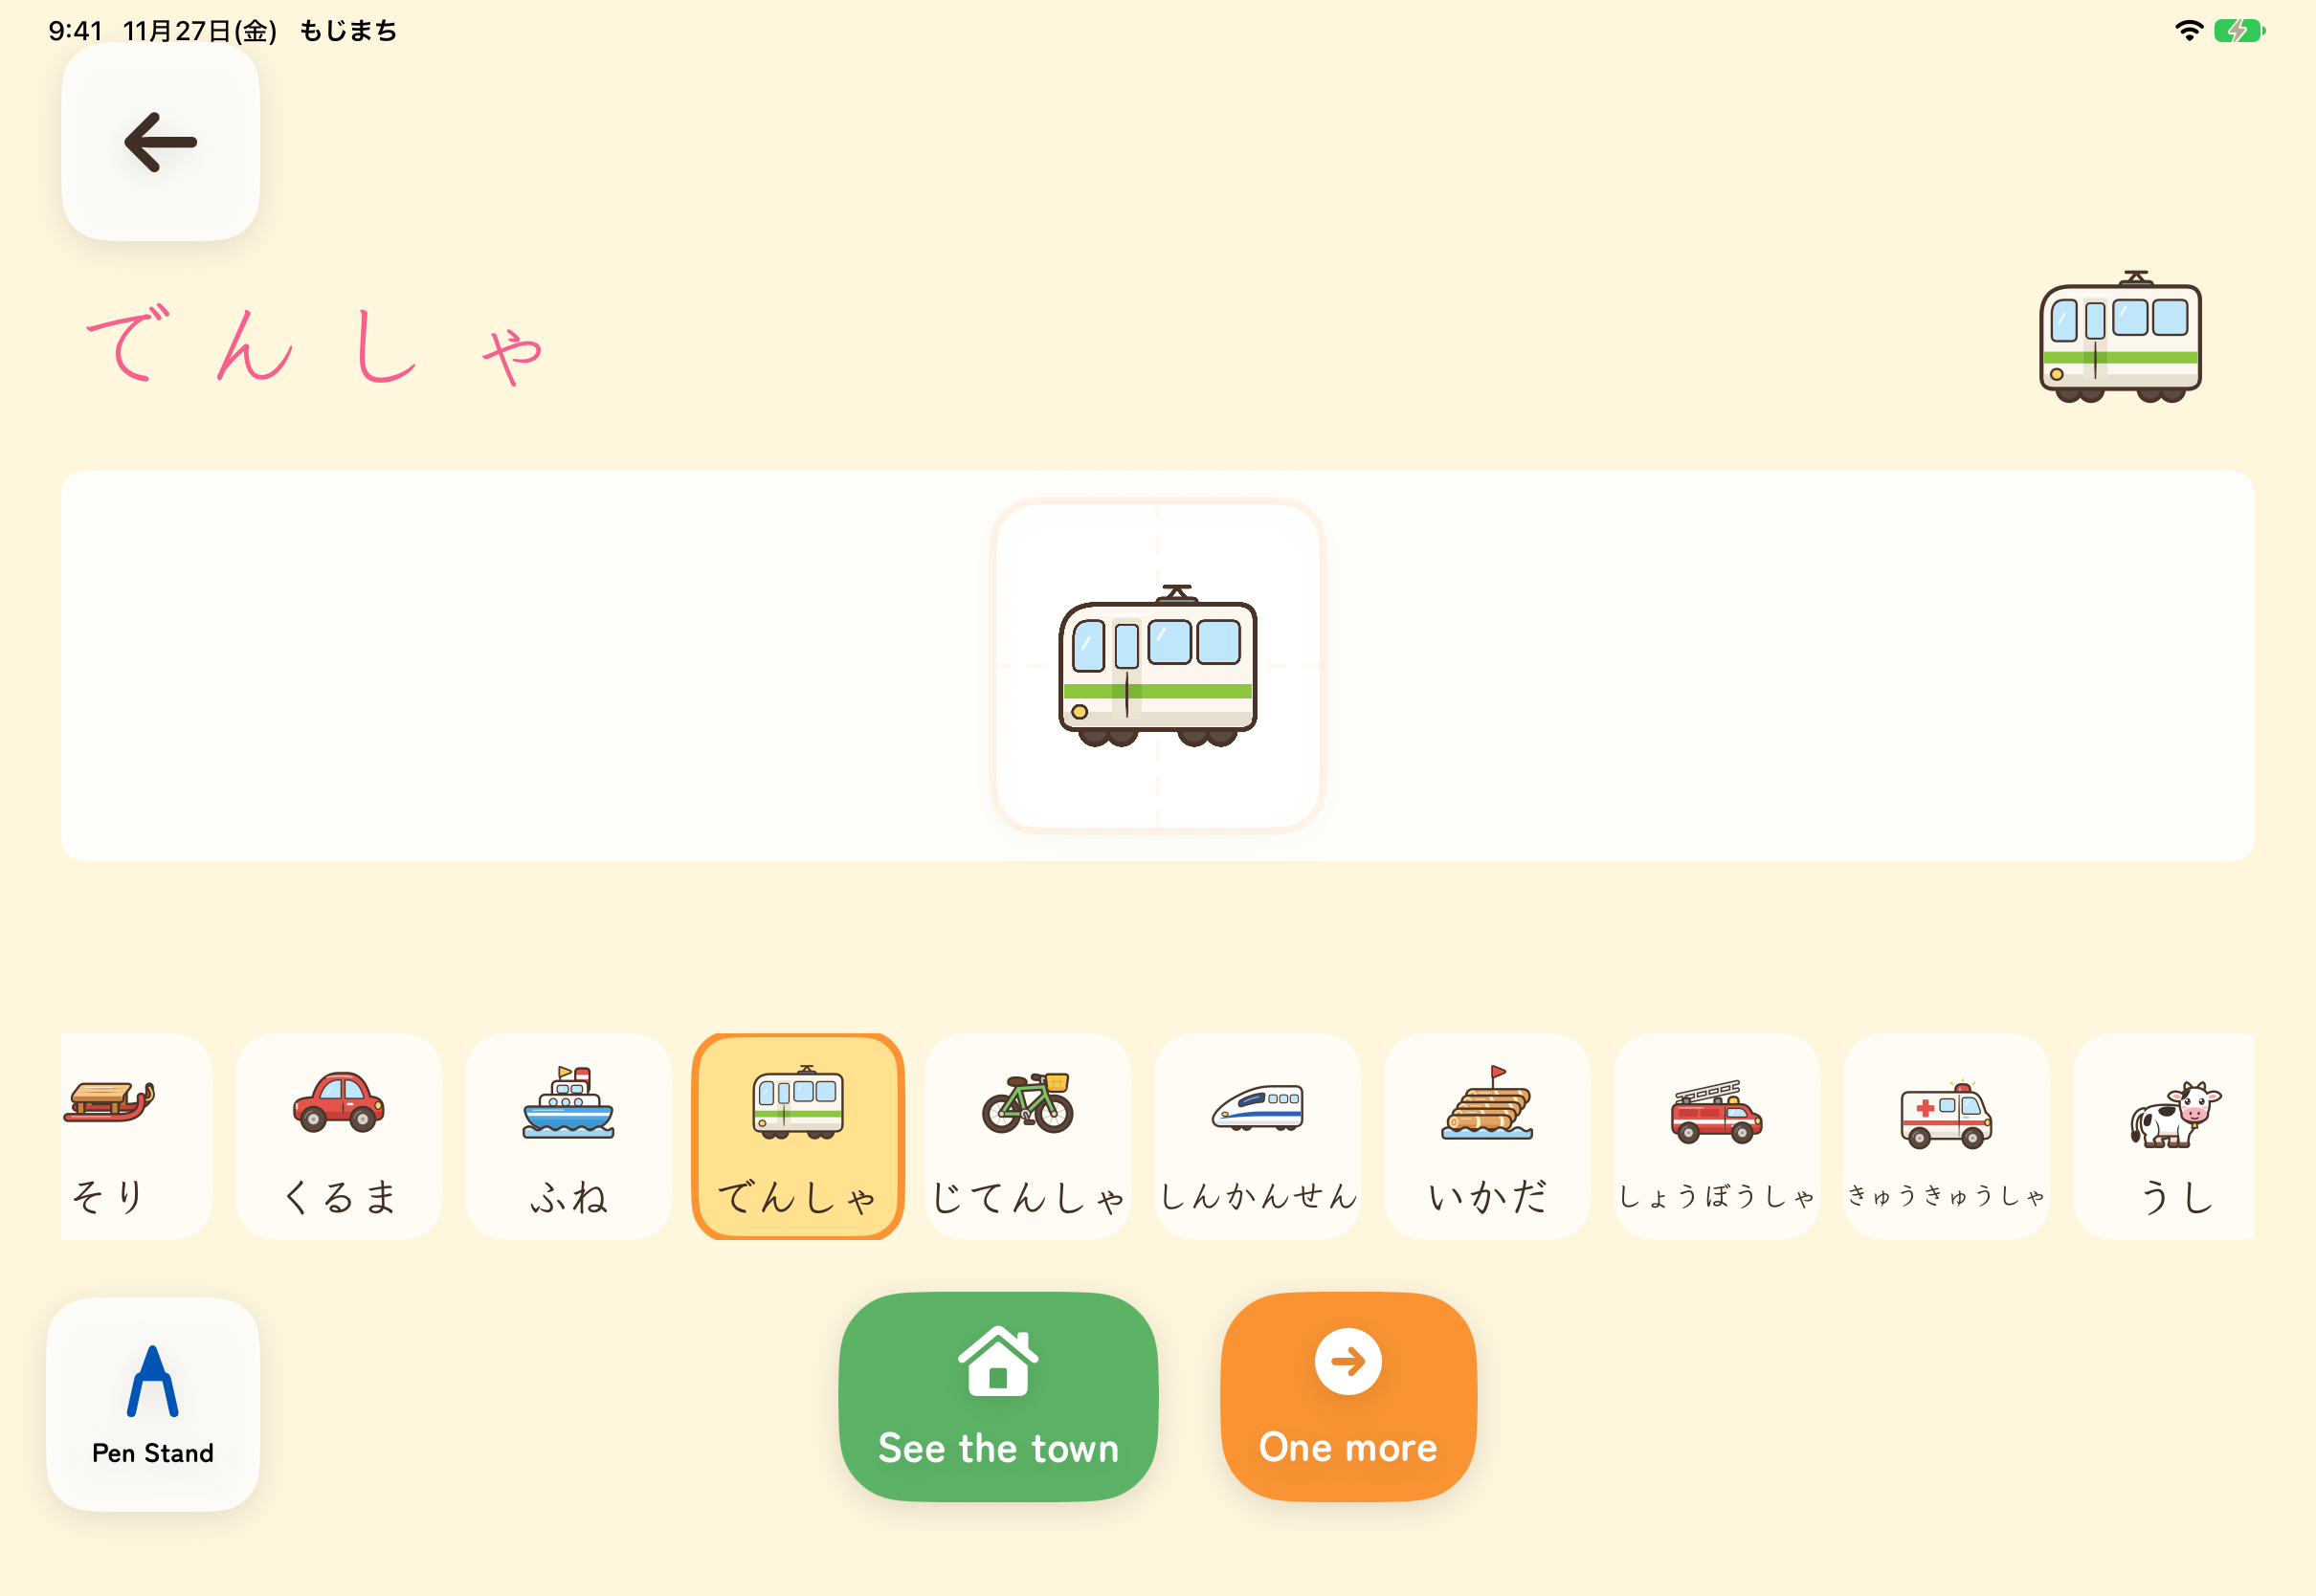 9:41 11月27日(金) もじまち
でんしゃ
そり くるま ふね でんしゃ じてんしゃ しんかんせん いかだ しょうぼうしゃ きゅうきゅうしゃ うし
Pen Stand
See the town
One more